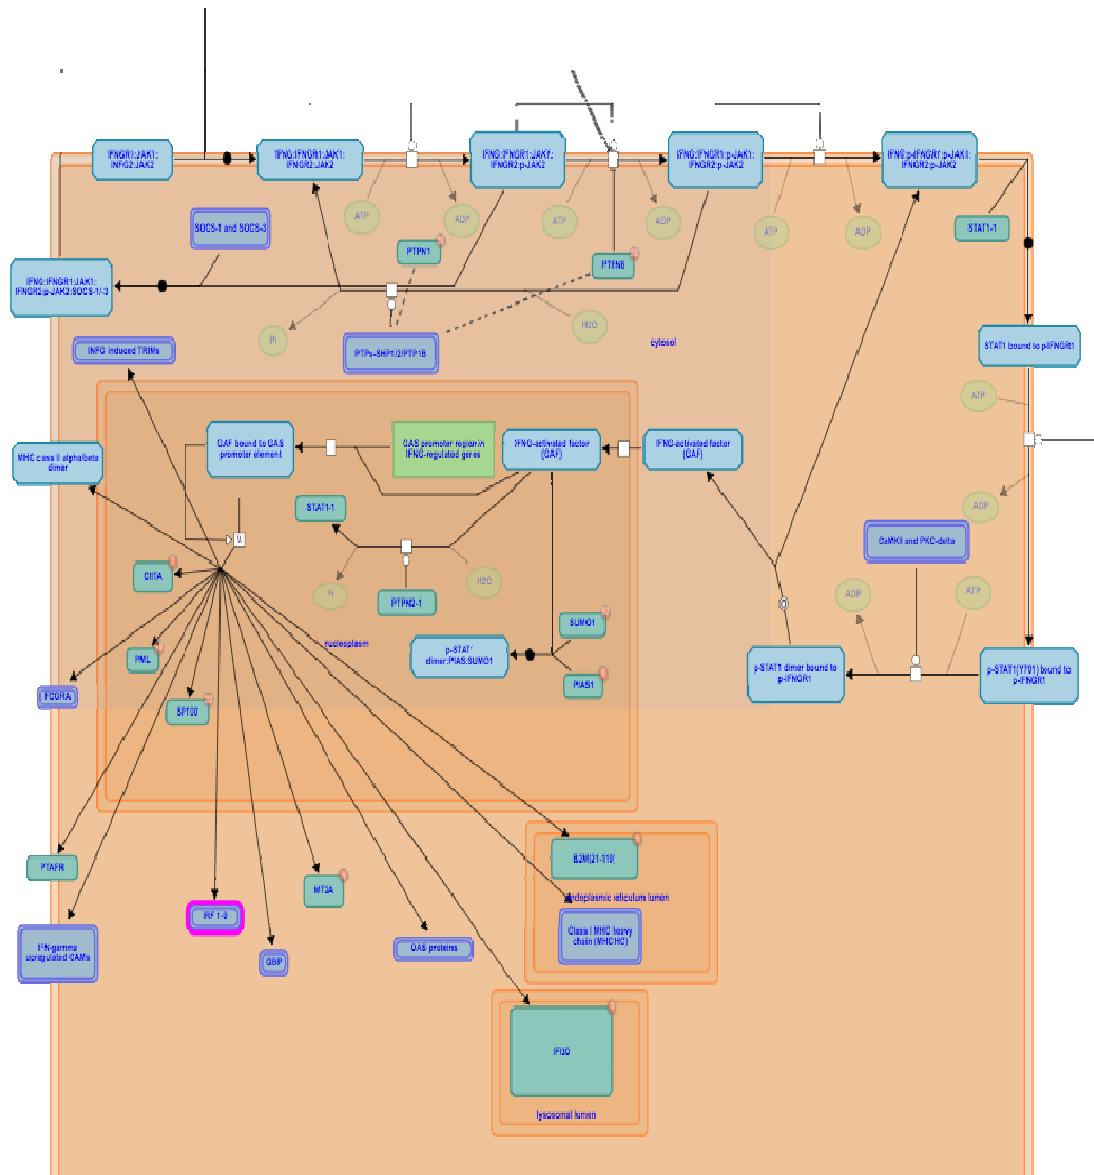 IFNGR1:JAK1:
IFNG:IFNGR1:JAK1:
IFNGR2:JAK2
IFNG:IFNGR1:JAK1:
IFNGR2:p-JAK2
IFNG:IFNGR1:p-JAK1:
IFNGR2:p-JAK2
IFNG:p-IFNGR1:p-JAK1:
IFNGR2:p-JAK2
ATP
ADP
ATP
ADP
ATP
ADP
SOCS-1 and SOCS-3
STAT1-1
PTPN1
PTPN6
IFNG:IFNGR1:JAK1:
IFNGR2:p-JAK2:SOCS-1/-3
Pi
H2O
cytosol
INFG induced TRIMs
STAT1 bound to p-IFNGR1
ATP
MHC class II alpha/beta
dimer
GAF bound to GAS
promoter element
GAS promoter region in
IFNG-regulated genes
IFNG-activated factor
(GAF)
IFNG-activated factor
(GAF)
STAT1-1
ADP
CaMKII and PKC-delta
CIITA
Pi
H2O
PTPN2-1
ADP
ATP
SUMO1
nucleoplasm
p-STAT1
dimer:PIAS:SUMO1
PIAS1
PML
FCGR1A
SP100
p-STAT1 dimer bound to
p-IFNGR1
p-STAT1(Y701) bound to
p-IFNGR1
PTAFR
B2M(21-119)
MT2A
endoplasmic reticulum lumen
IRF 1-9
Class I MHC heavy
chain (MHC HC)
IFN-gamma
upregulated CAMs
GBP
OAS proteins
IFI30
lysosomal lumen